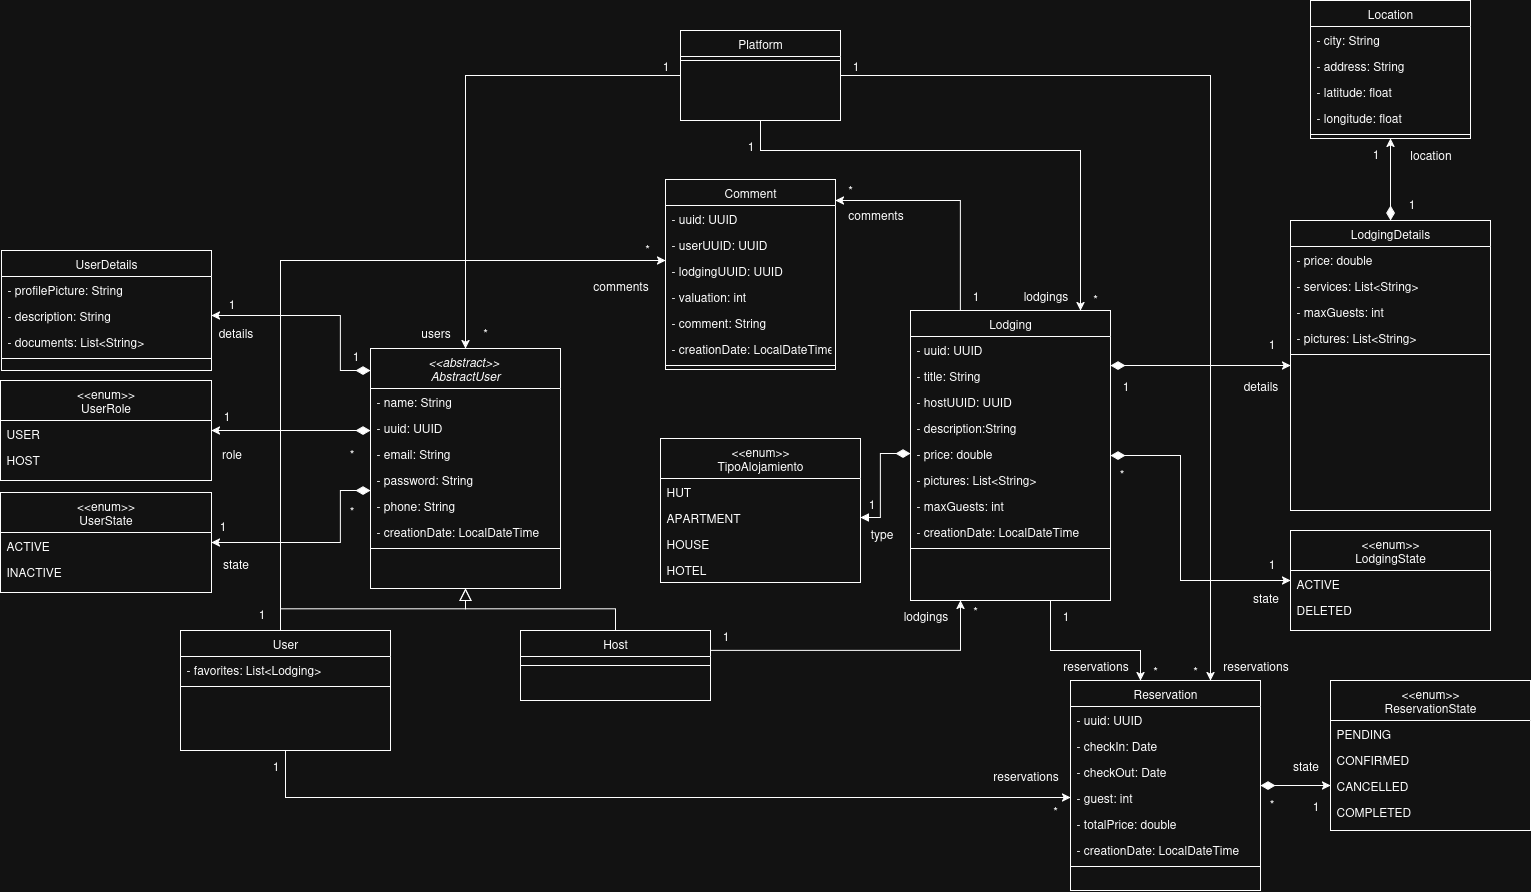 Location
- city: String
- address: String
- latitude: float
- longitude: float
Platform
1
1
1
1
location
1
Comment
- uuid: UUID
- userUUID: UUID
- lodgingUUID: UUID
- valuation: int
- comment: String
- creationDate: LocalDateTime
*
comments
*
comments
1
lodgings
*
LodgingDetails
- price: double
- services: List<String>
- maxGuests: int
- pictures: List<String>
UserDetails
- profilePicture: String
- description: String
- documents: List<String>
1
details
users
*
1
<<abstract>>
AbstractUser
- name: String
- uuid: UUID
- email: String
- password: String
- phone: String
- creationDate: LocalDateTime
<<enum>>
UserRole
USER
HOST
1
role
*
<<enum>>
UserState
ACTIVE
INACTIVE
1
state
*
Lodging
- uuid: UUID
- title: String
- hostUUID: UUID
- description:String
- price: double
- pictures: List<String>
- maxGuests: int
- creationDate: LocalDateTime
1
details
1
*
<<enum>>
TipoAlojamiento
HUT
APARTMENT
HOUSE
HOTEL
1
type
<<enum>>
LodgingState
ACTIVE
DELETED
1
state
1
User
- favorites: List<Lodging>
1
Host
1
lodgings
*
1
reservations
*
*
reservations
Reservation
- uuid: UUID
- checkIn: Date
- checkOut: Date
- guest: int
- totalPrice: double
- creationDate: LocalDateTime
reservations
*
state
*
1
<<enum>>
ReservationState
PENDING
CONFIRMED
CANCELLED
COMPLETED